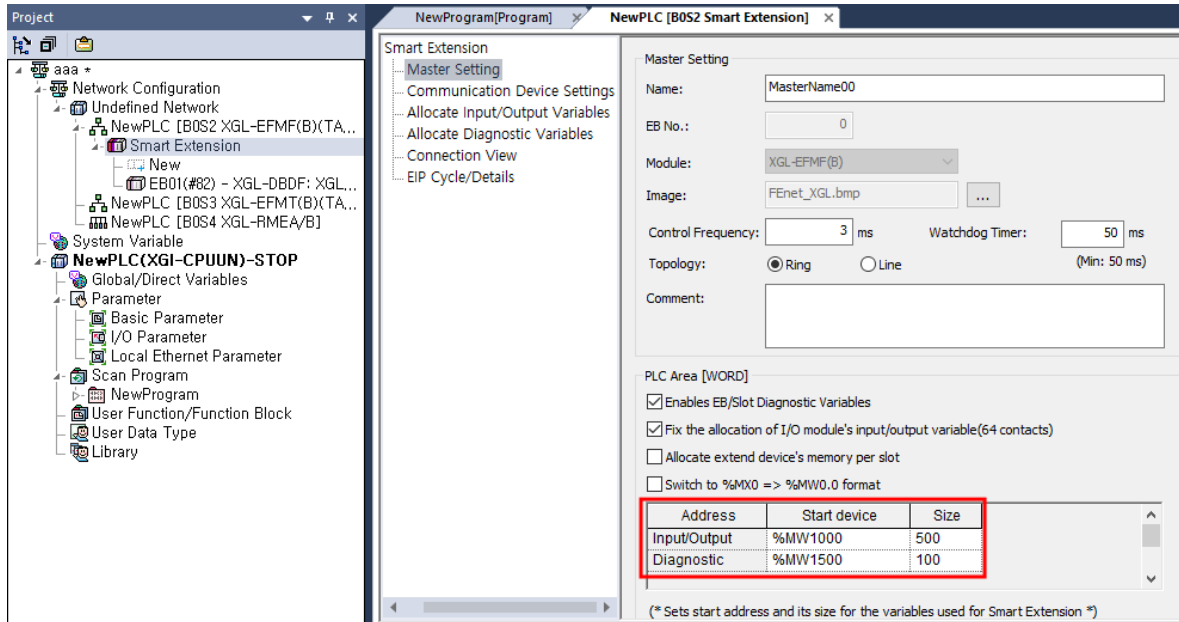 Project
aaa *
Network Configuration
Undefined Network
NewPLC [B0S2 XGL-EFMF(B)(TA...
Smart Extension
New
EB01(#82) - XGL-DBDF: XGL,...
NewPLC [B0S3 XGL-EFMT(B)(TA...
NewPLC [B0S4 XGL-RMEA/B]
System Variable
NewPLC(XGI-CPUUN)-STOP
Global/Direct Variables
Parameter
Basic Parameter
I/O Parameter
Local Ethernet Parameter
Scan Program
NewProgram
User Function/Function Block
User Data Type
Library
NewProgram[Program] NewPLC [B0S2 Smart Extension]
Smart Extension
Master Setting
Communication Device Settings
Allocate Input/Output Variables
Allocate Diagnostic Variables
Connection View
EIP Cycle/Details
Master Setting
Name: MasterName00
EB No.: 0
Module: XGL-EFMF(B)
Image: FEnet_XGL.bmp ...
Control Frequency: 3 ms Watchdog Timer: 50 ms
Topology: Ring Line (Min: 50 ms)
Comment:
PLC Area [WORD]
Enables EB/Slot Diagnostic Variables
Fix the allocation of I/O module's input/output variable(64 contacts)
Allocate extend device's memory per slot
Switch to %MX0 => %MW0.0 format
Address Start device Size
Input/Output %MW1000 500
Diagnostic %MW1500 100
(* Sets start address and its size for the variables used for Smart Extension *)